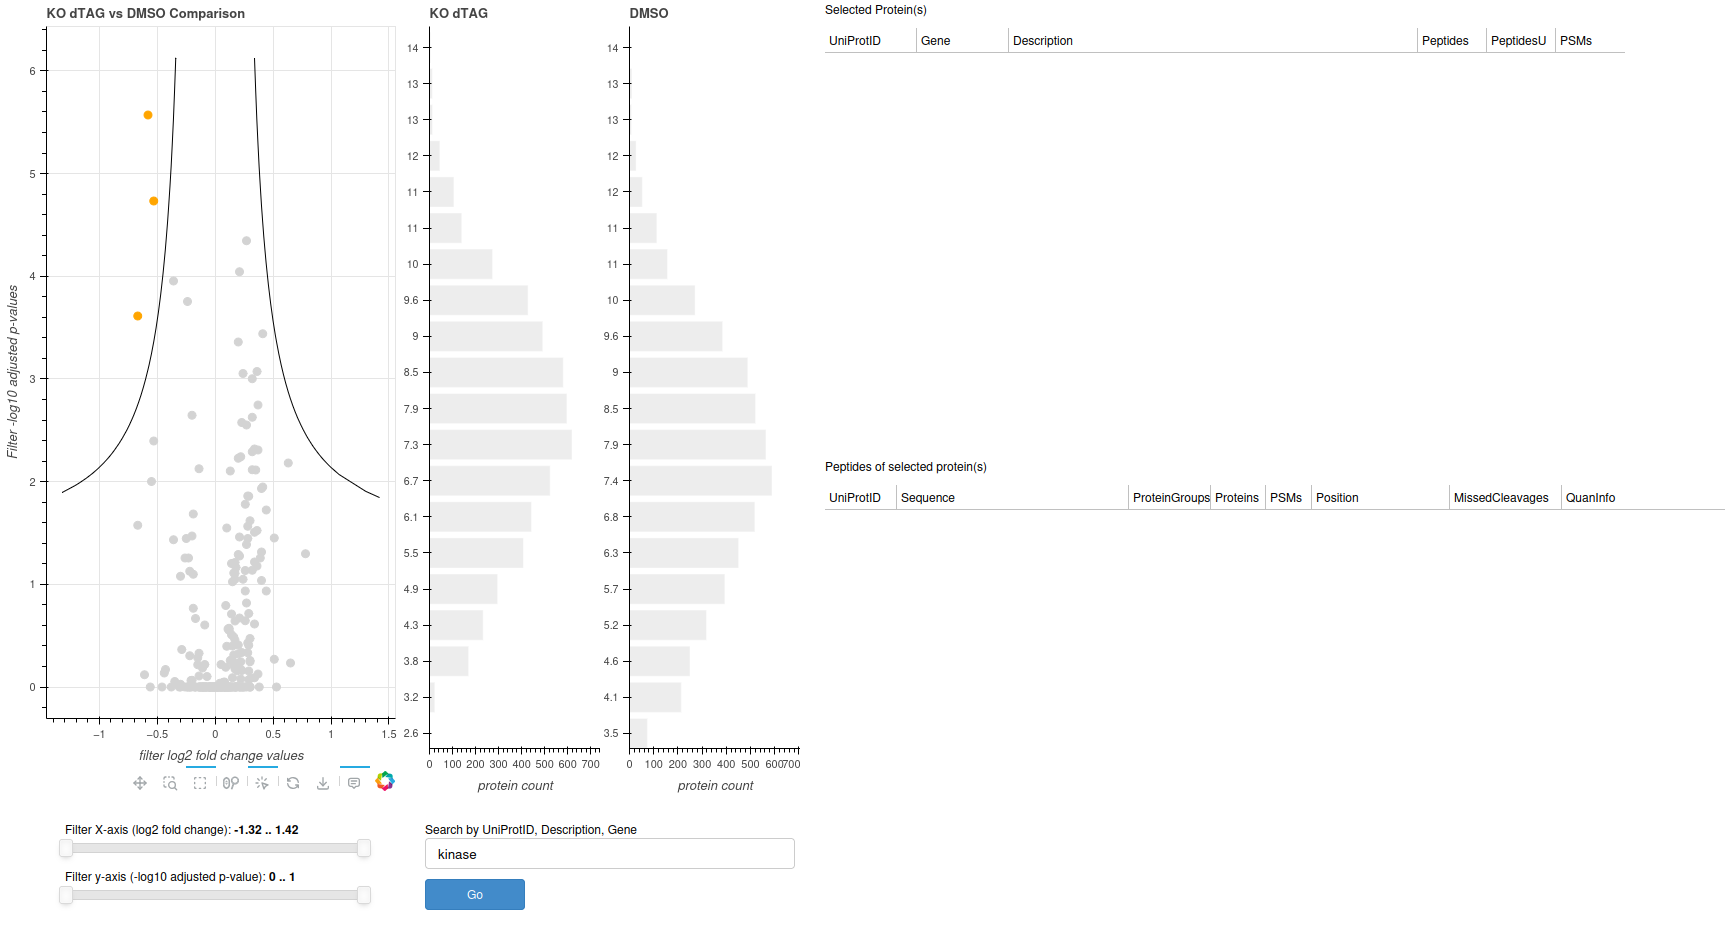 KO dTAG vs DMSO Comparison
Filter -log10 adjusted p-values
6
5
4
3
2
1
0
−1
−0.5
0
0.5
1
1.5
filter log2 fold change values
KO dTAG
14
13
13
12
11
11
10
9.6
9
8.5
7.9
7.3
6.7
6.1
5.5
4.9
4.3
3.8
3.2
2.6
0 100 200 300 400 500 600 700
protein count
DMSO
14
13
13
12
12
11
11
10
9.6
9
8.5
7.9
7.4
6.8
6.3
5.7
5.2
4.6
4.1
3.5
0 100 200 300 400 500 600 700
protein count
Selected Protein(s)
UniProtID Gene Description Peptides PeptidesU PSMs
Peptides of selected protein(s)
UniProtID Sequence ProteinGroups Proteins PSMs Position MissedCleavages QuanInfo
Filter X-axis (log2 fold change): -1.32 .. 1.42
Filter y-axis (-log10 adjusted p-value): 0 .. 1
Search by UniProtID, Description, Gene
kinase
Go